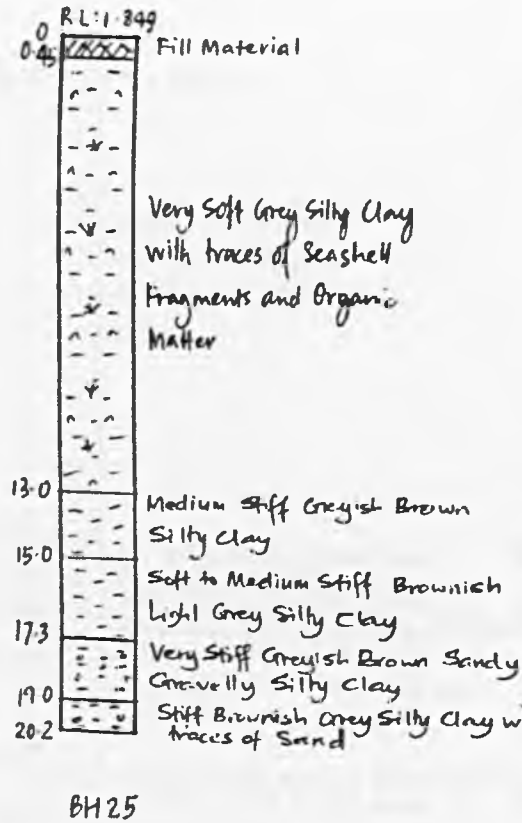 RL:1.849
0
0.45 Fill Material
Very Soft Grey Silty Clay
with traces of Seashell
Fragments and Organic
Matter
13.0
Medium Stiff Greyish Brown
Silty Clay
15.0
Soft to Medium Stiff Brownish
Light Grey Silty Clay
17.3
Very Stiff Greyish Brown Sandy
Gravelly Silty Clay
19.0
Stiff Brownish Grey Silty Clay w
traces of Sand
20.2
BH25